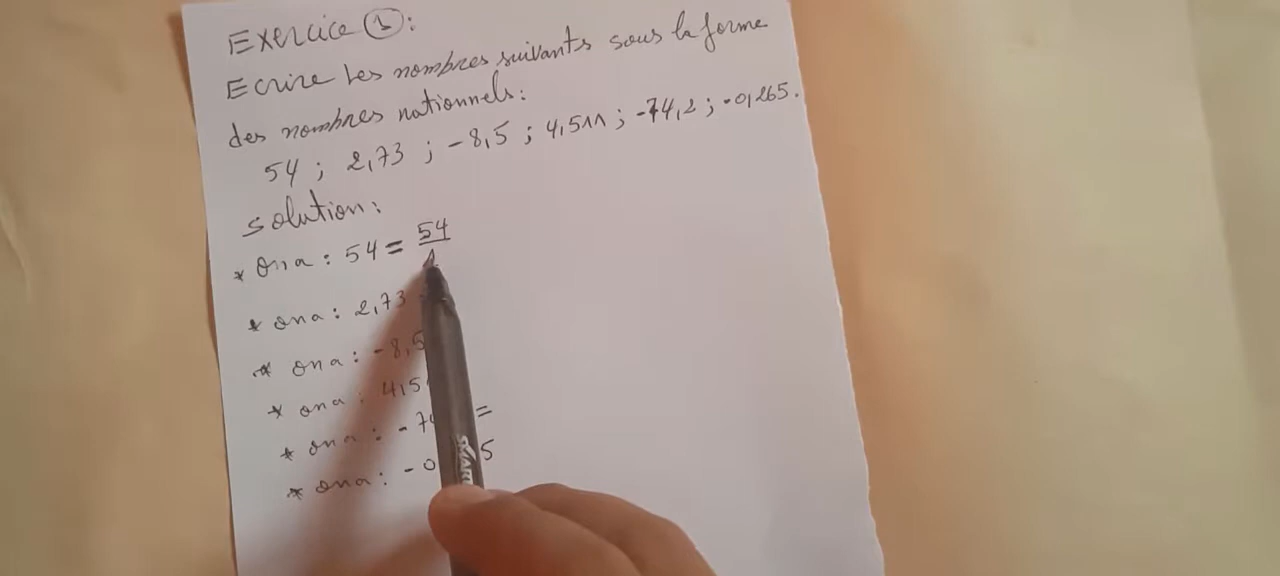 Exercice 1:
Ecrire les nombres suivants sous la forme
des nombres rationnels:
54 ; 2,73 ; -8,5 ; 4,511 ; -74,2 ; -0,265.
solution:
* on a : 54 = 54/1
* on a : 2,73
* on a : -8,5
* on a : 4,5
* on a : -7 =
* on a : -0 5
SMART